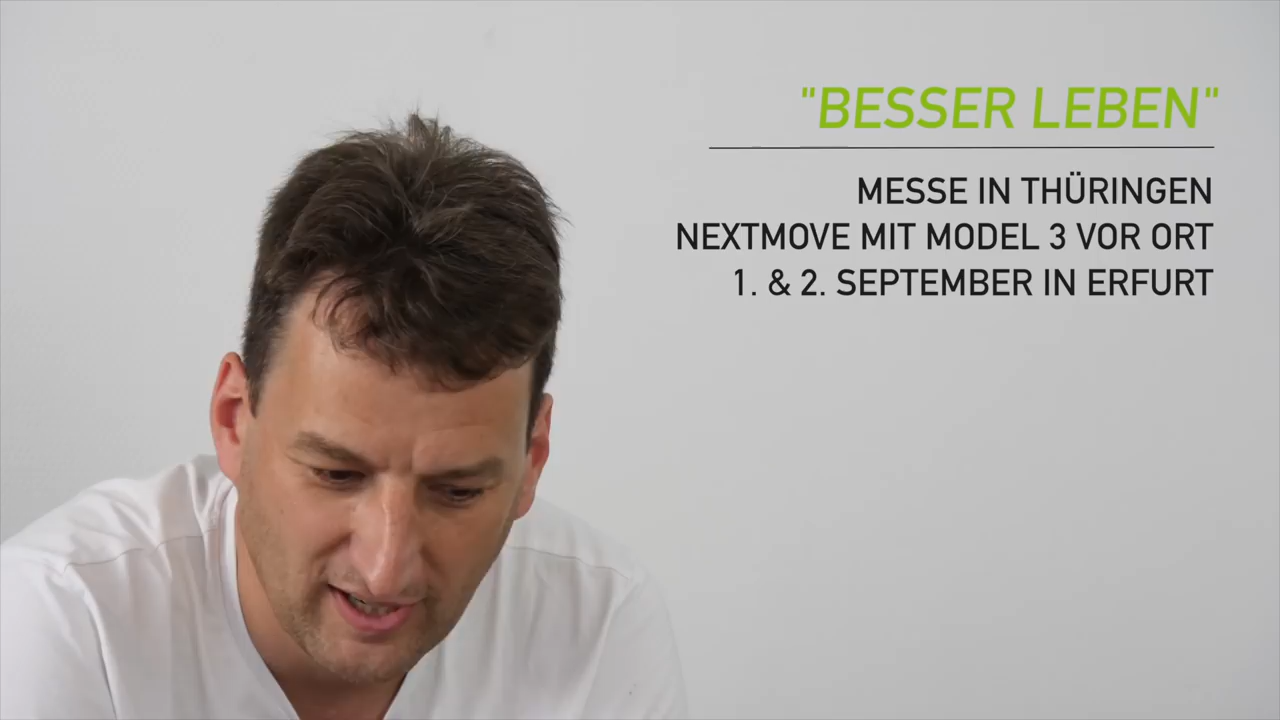 "BESSER LEBEN"
MESSE IN THÜRINGEN
NEXTMOVE MIT MODEL 3 VOR ORT
1. & 2. SEPTEMBER IN ERFURT